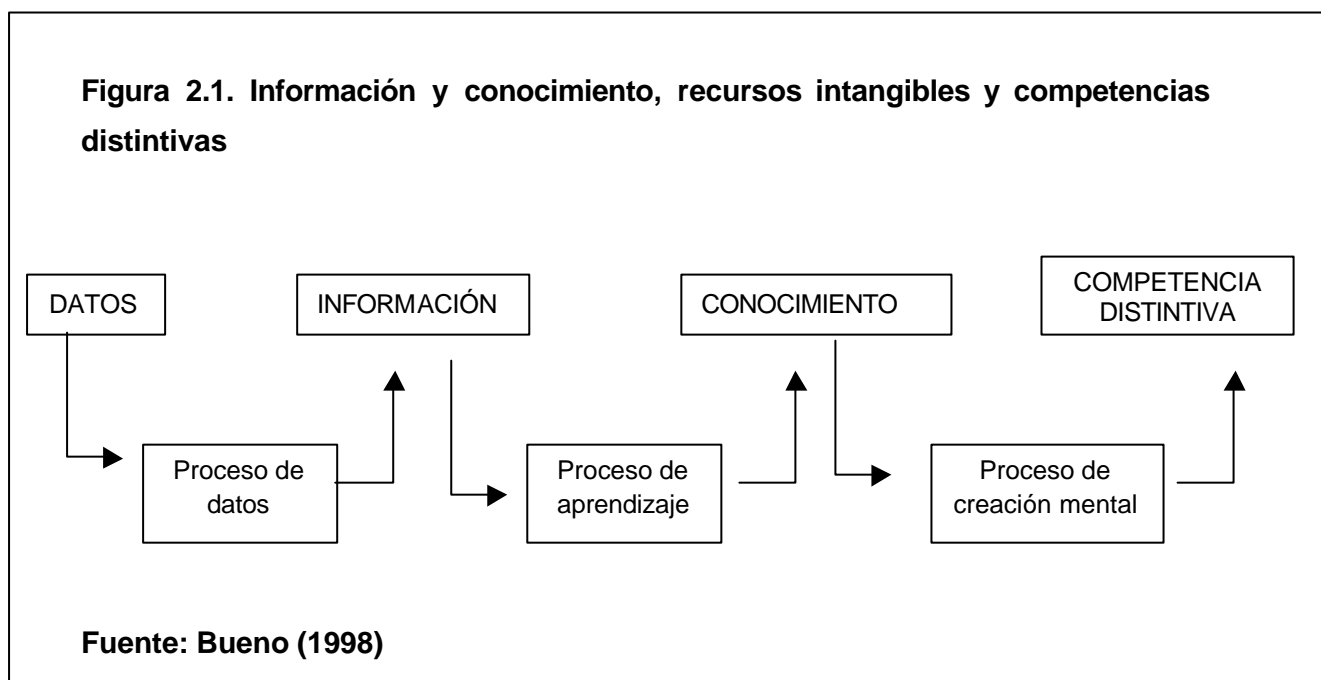 Figura 2.1. Información y conocimiento, recursos intangibles y competencias
distintivas
DATOS
INFORMACIÓN
CONOCIMIENTO
COMPETENCIA
DISTINTIVA
Proceso de
datos
Proceso de
aprendizaje
Proceso de
creación mental
Fuente: Bueno (1998)